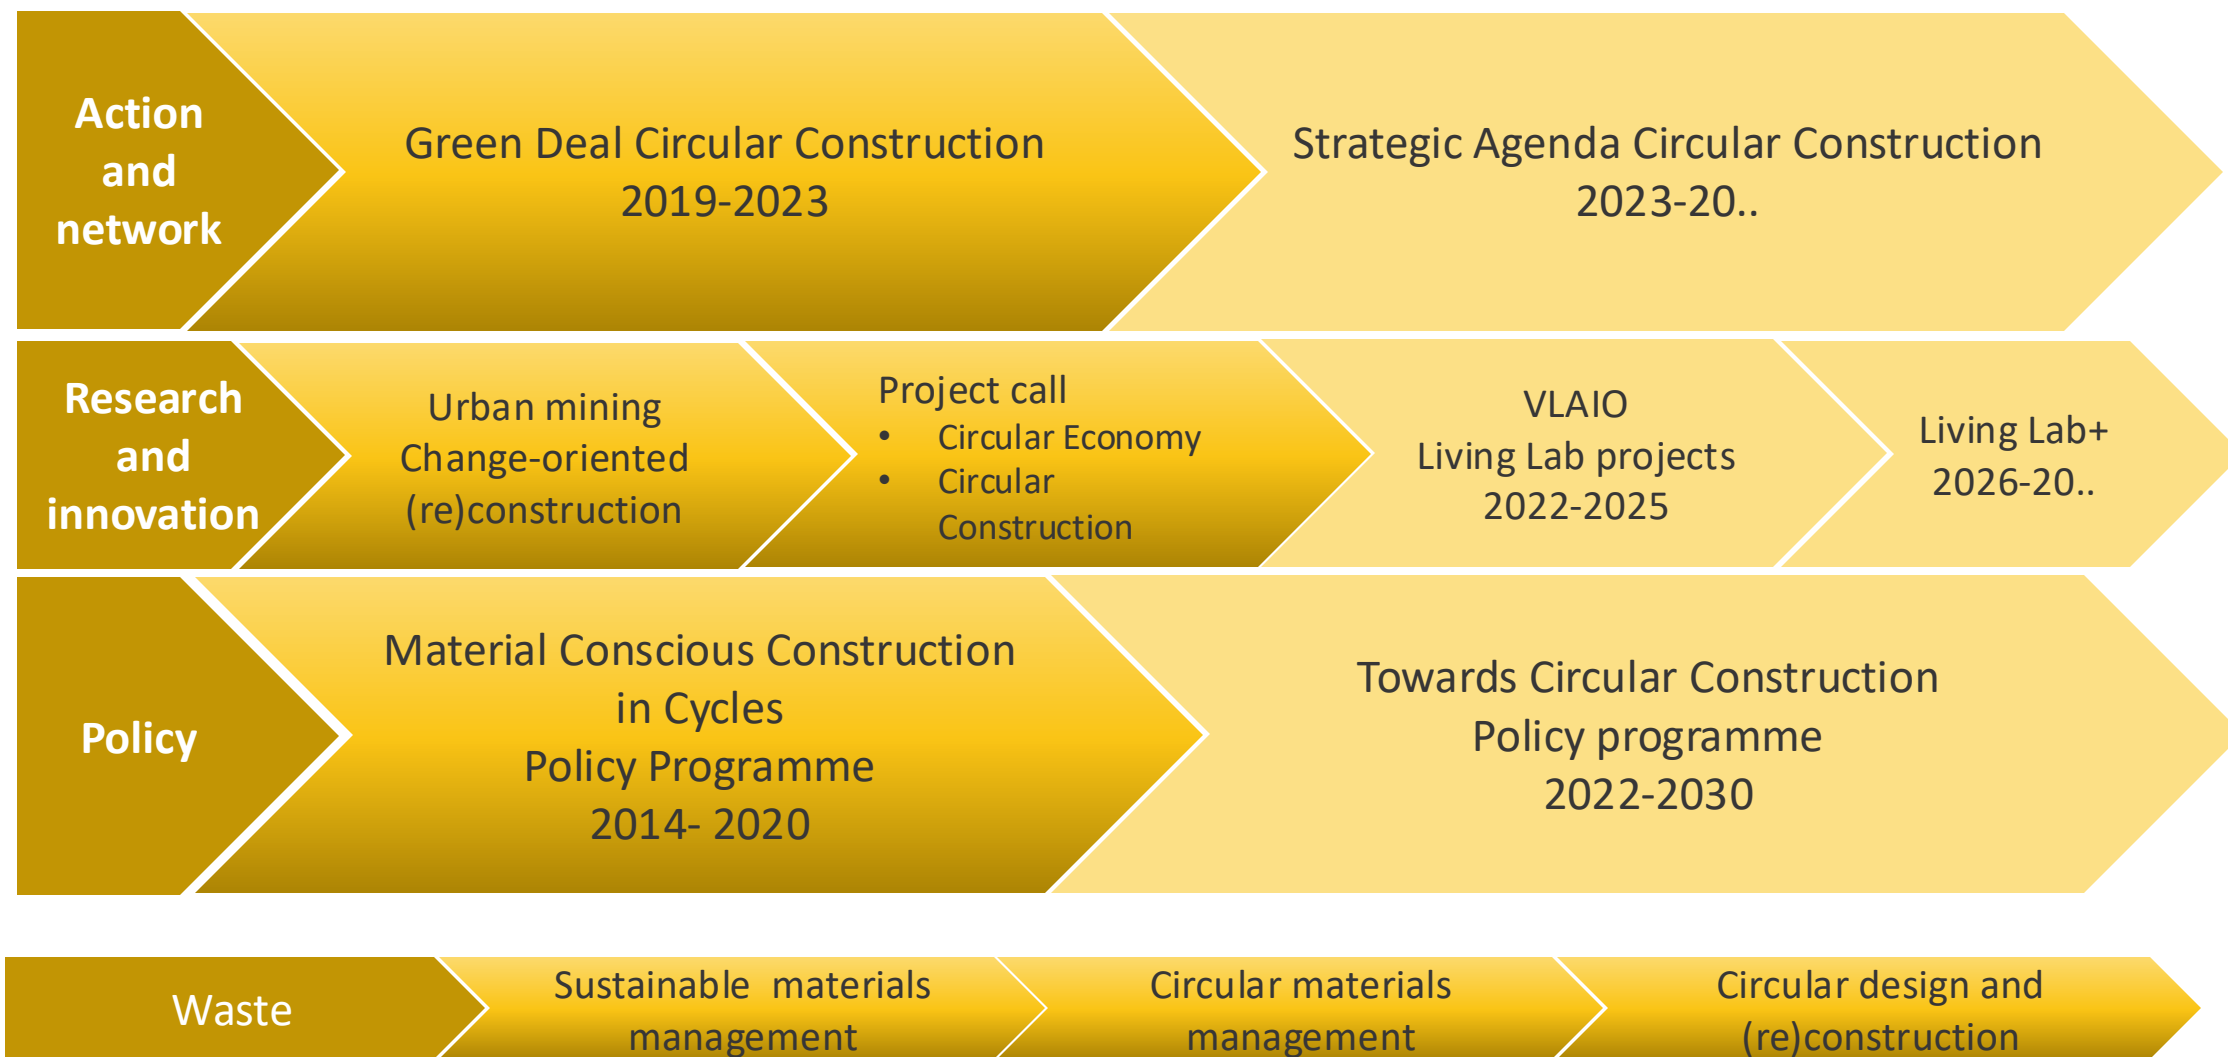 Action
and
network
Green Deal Circular Construction
2019-2023
Strategic Agenda Circular Construction
2023-20..
Research
and
innovation
Urban mining
Change-oriented
(re)construction
Project call
• Circular Economy
• Circular
Construction
VLAIO
Living Lab projects
2022-2025
Living Lab+
2026-20..
Policy
Material Conscious Construction
in Cycles
Policy Programme
2014- 2020
Towards Circular Construction
Policy programme
2022-2030
Waste
Sustainable materials
management
Circular materials
management
Circular design and
(re)construction